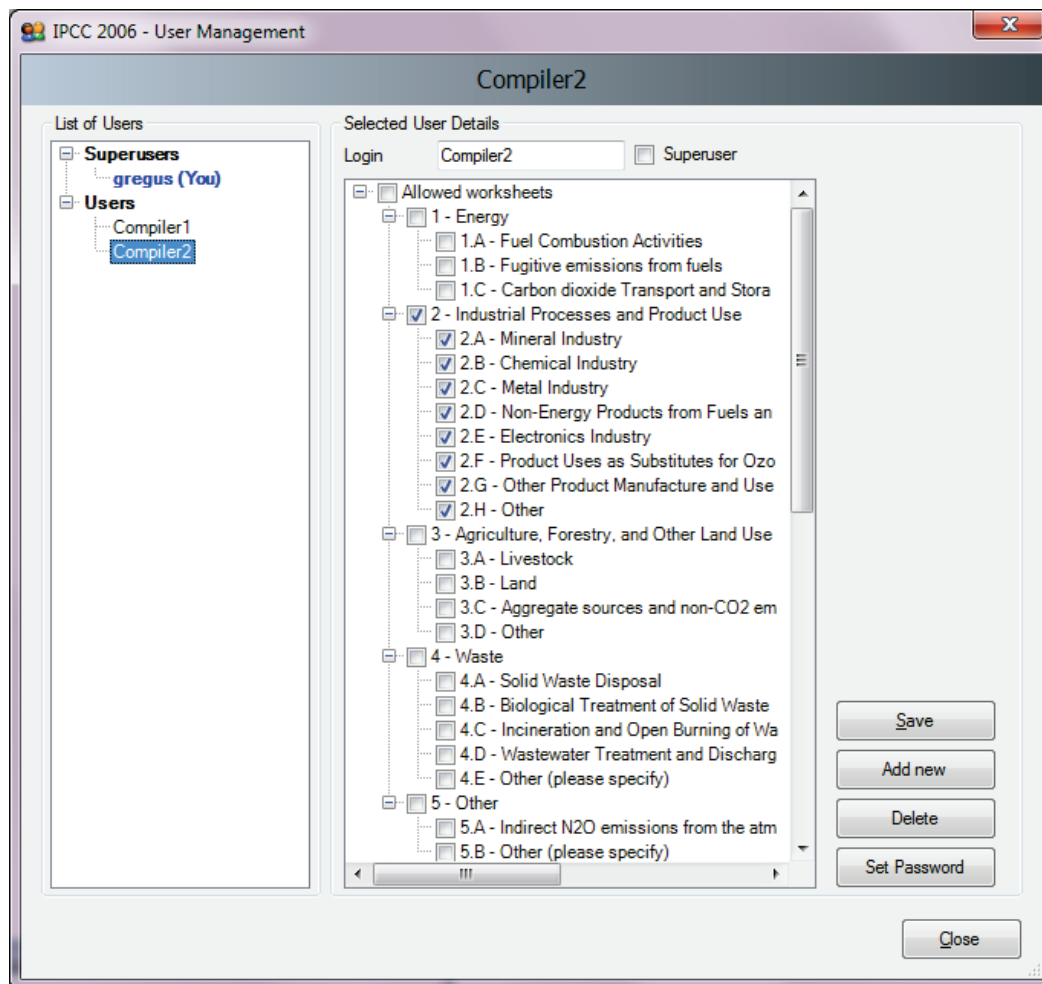 IPCC 2006 - User Management
Compiler2
List of Users
Superusers
gregus (You)
Users
Compiler1
Compiler2
Selected User Details
Login Compiler2 Superuser
Allowed worksheets
1 - Energy
1.A - Fuel Combustion Activities
1.B - Fugitive emissions from fuels
1.C - Carbon dioxide Transport and Stora
2 - Industrial Processes and Product Use
2.A - Mineral Industry
2.B - Chemical Industry
2.C - Metal Industry
2.D - Non-Energy Products from Fuels an
2.E - Electronics Industry
2.F - Product Uses as Substitutes for Ozo
2.G - Other Product Manufacture and Use
2.H - Other
3 - Agriculture, Forestry, and Other Land Use
3.A - Livestock
3.B - Land
3.C - Aggregate sources and non-CO2 em
3.D - Other
4 - Waste
4.A - Solid Waste Disposal
4.B - Biological Treatment of Solid Waste
4.C - Incineration and Open Burning of Wa
4.D - Wastewater Treatment and Discharg
4.E - Other (please specify)
5 - Other
5.A - Indirect N2O emissions from the atm
5.B - Other (please specify)
Save
Add new
Delete
Set Password
Close